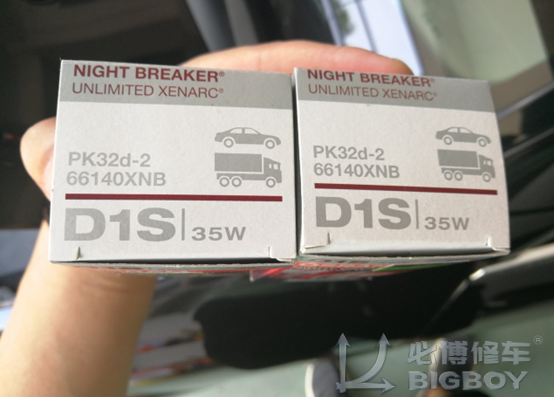 NIGHT BREAKER®
UNLIMITED XENARC®
PK32d-2
66140XNB
D1S 35W
NIGHT BREAKER®
UNLIMITED XENARC®
PK32d-2
66140XNB
D1S 35W
必博修车®
BIGBOY